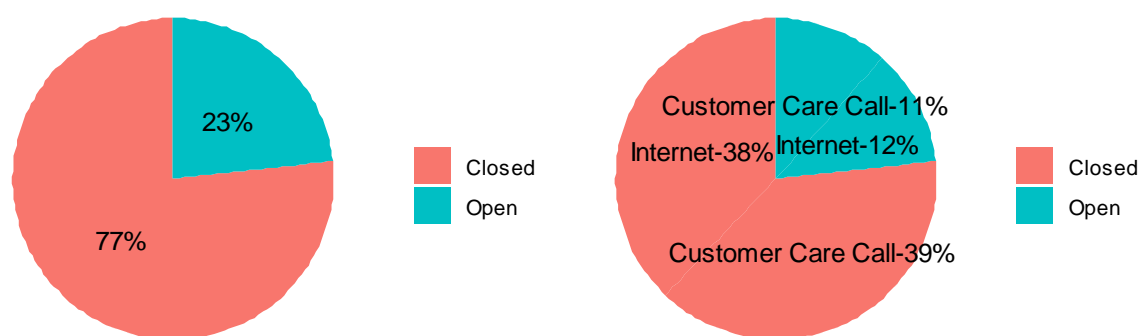 23%
77%
Closed
Open
Customer Care Call-11%
Internet-38%
Internet-12%
Customer Care Call-39%
Closed
Open